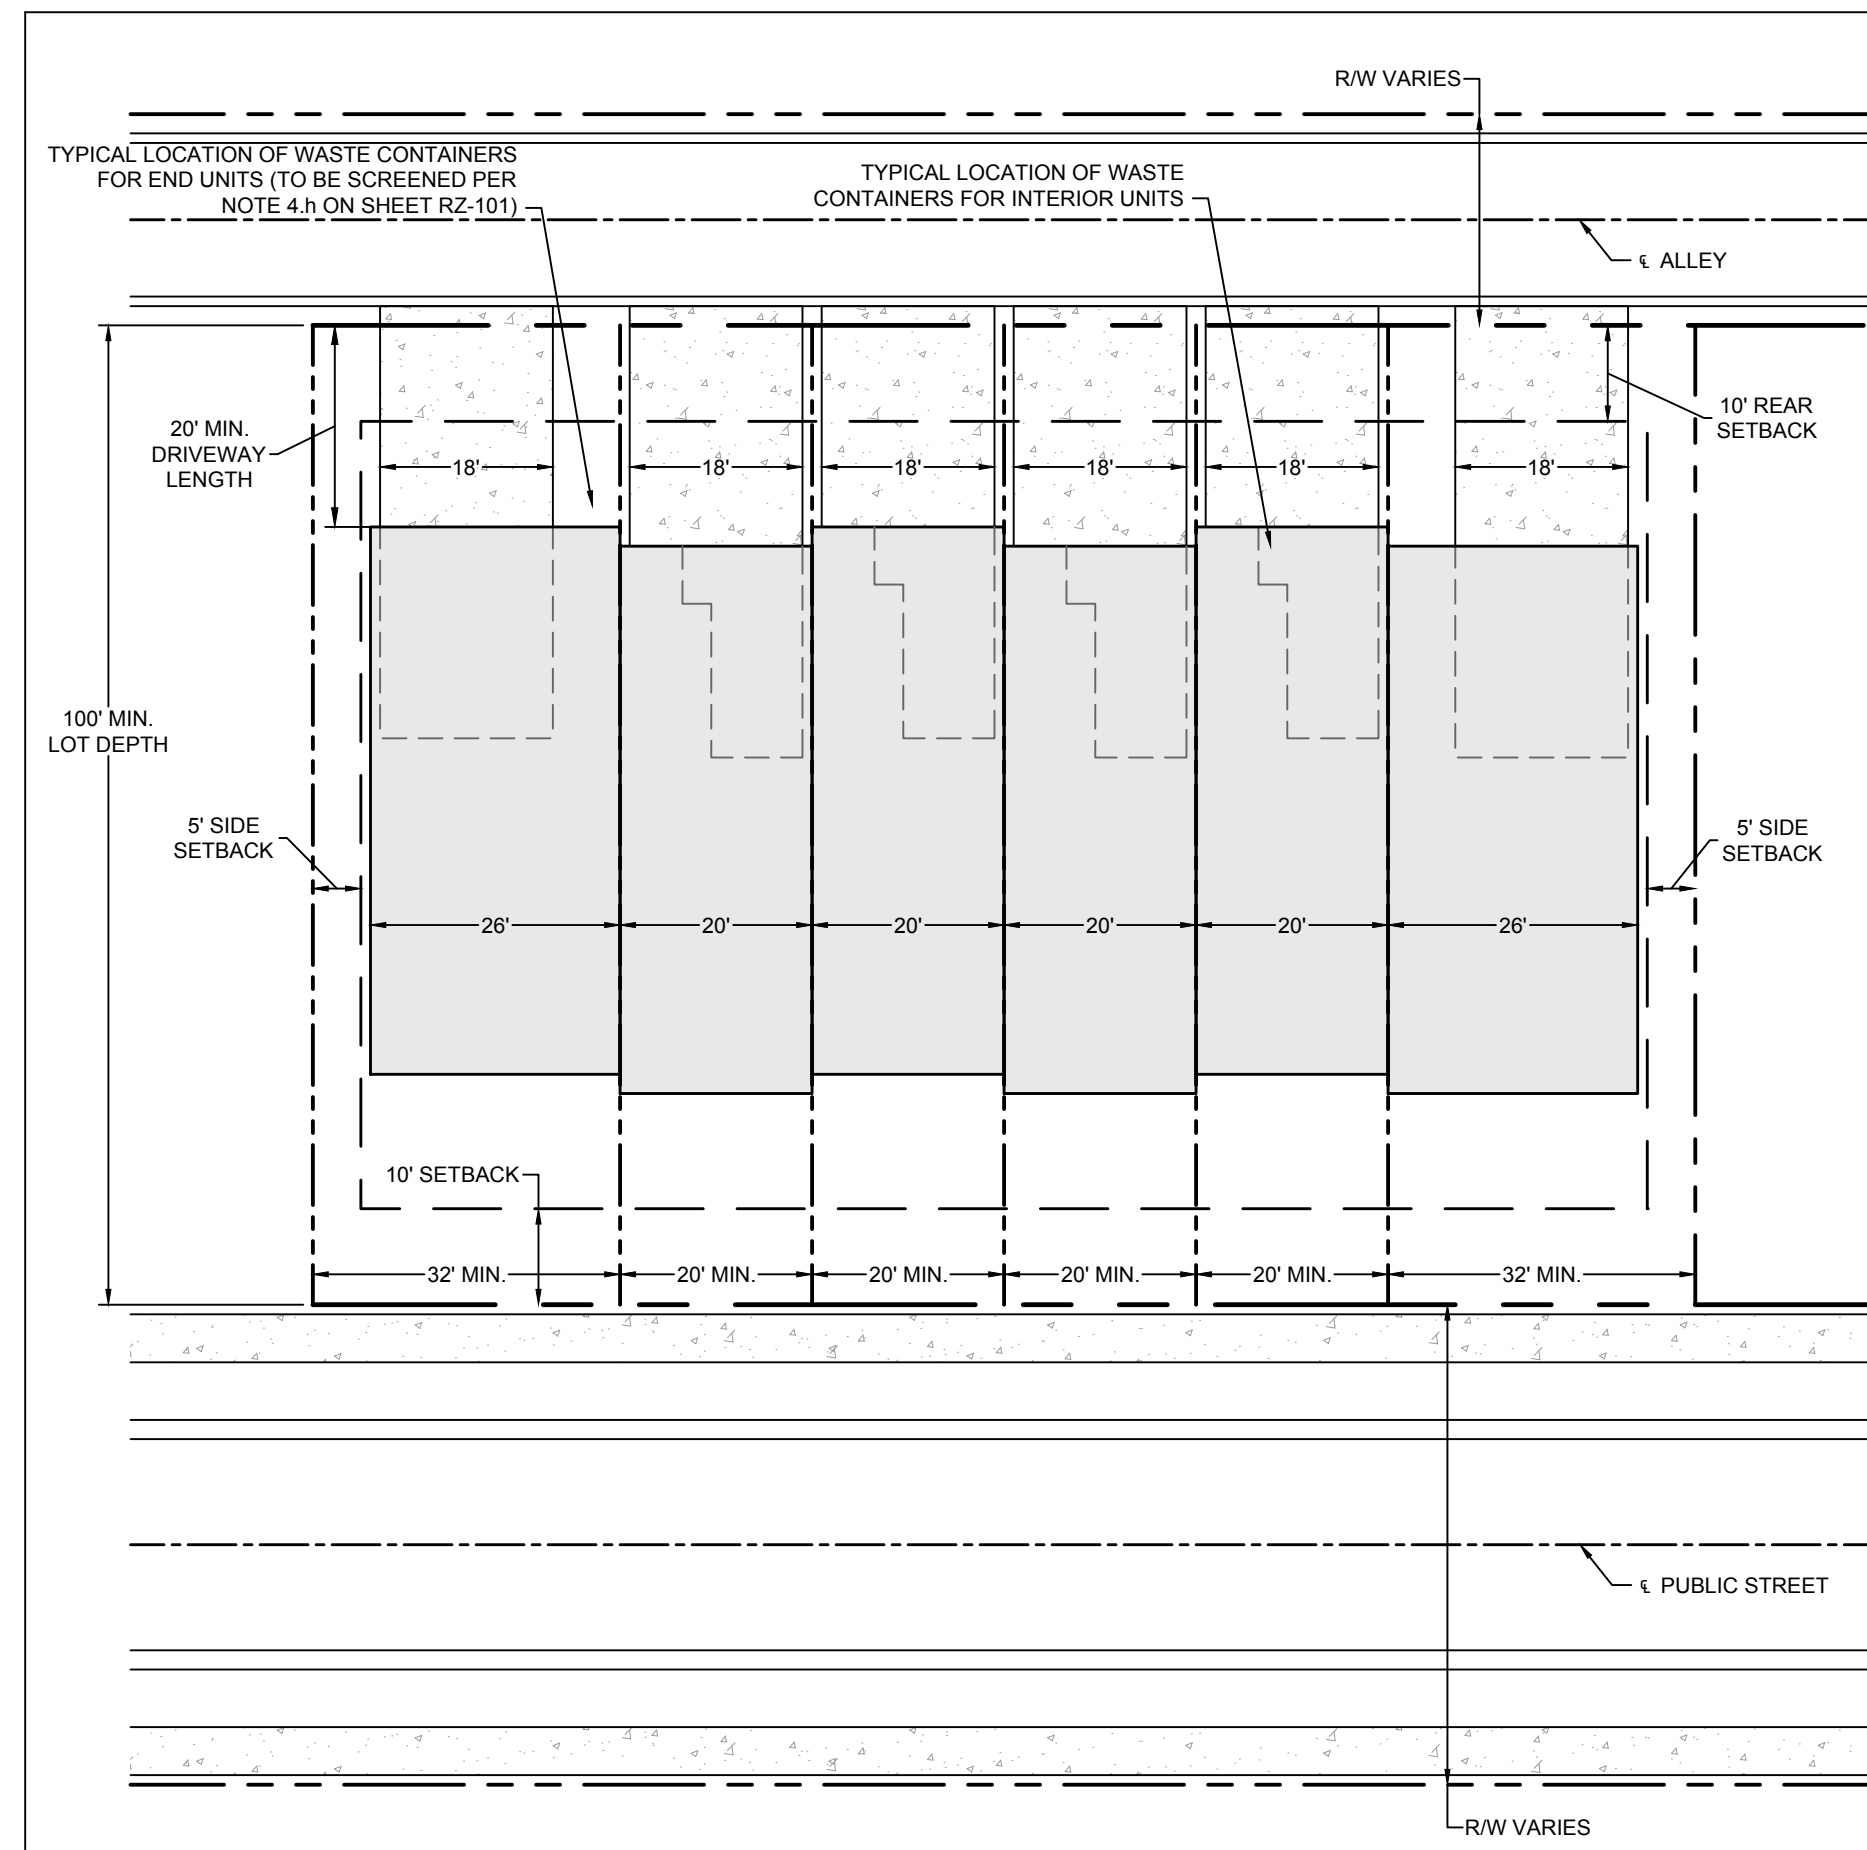 R/W VARIES
TYPICAL LOCATION OF WASTE CONTAINERS
FOR END UNITS (TO BE SCREENED PER
NOTE 4.h ON SHEET RZ-101)
TYPICAL LOCATION OF WASTE
CONTAINERS FOR INTERIOR UNITS
℄ ALLEY
20' MIN.
DRIVEWAY
LENGTH
10' REAR
SETBACK
18' 18' 18' 18' 18' 18'
100' MIN.
LOT DEPTH
5' SIDE
SETBACK
5' SIDE
SETBACK
26' 20' 20' 20' 20' 26'
10' SETBACK
32' MIN. 20' MIN. 20' MIN. 20' MIN. 20' MIN. 32' MIN.
℄ PUBLIC STREET
R/W VARIES